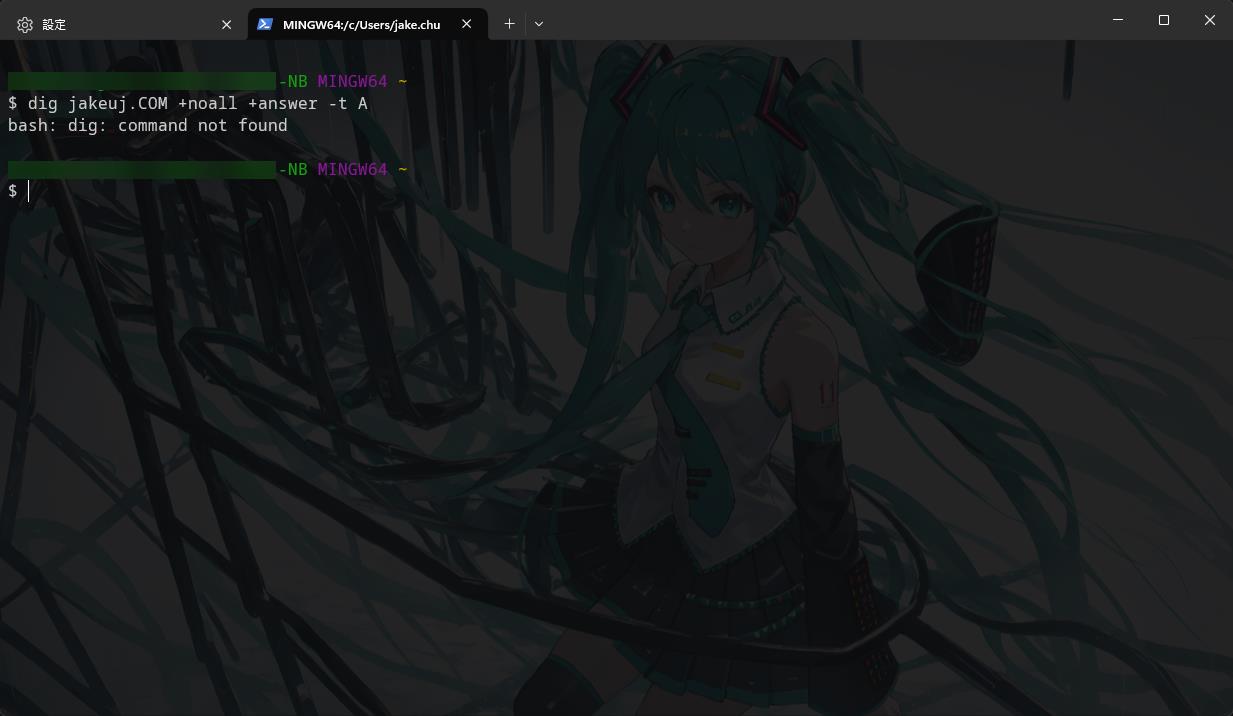 設定
MINGW64:/c/Users/jake.chu
-NB MINGW64 ~
$ dig jakeuj.COM +noall +answer -t A
bash: dig: command not found
-NB MINGW64 ~
$